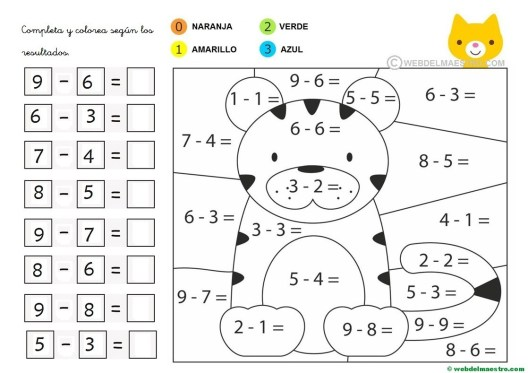 Completa y colorea según los
resultados.
0 NARANJA
2 VERDE
1 AMARILLO
3 AZUL
© WEBDELMAESTRO.COM
9 - 6 =
6 - 3 =
7 - 4 =
8 - 5 =
9 - 7 =
8 - 6 =
9 - 8 =
5 - 3 =
9 - 6 =
6 - 3 =
1 - 1 =
5 - 5 =
6 - 6 =
7 - 4 =
8 - 5 =
3 - 2 =
6 - 3 =
3 - 3 =
4 - 1 =
2 - 2 =
5 - 4 =
5 - 3 =
9 - 7 =
2 - 1 =
9 - 8 =
9 - 9 =
8 - 6 =
© webdelmaestro.com